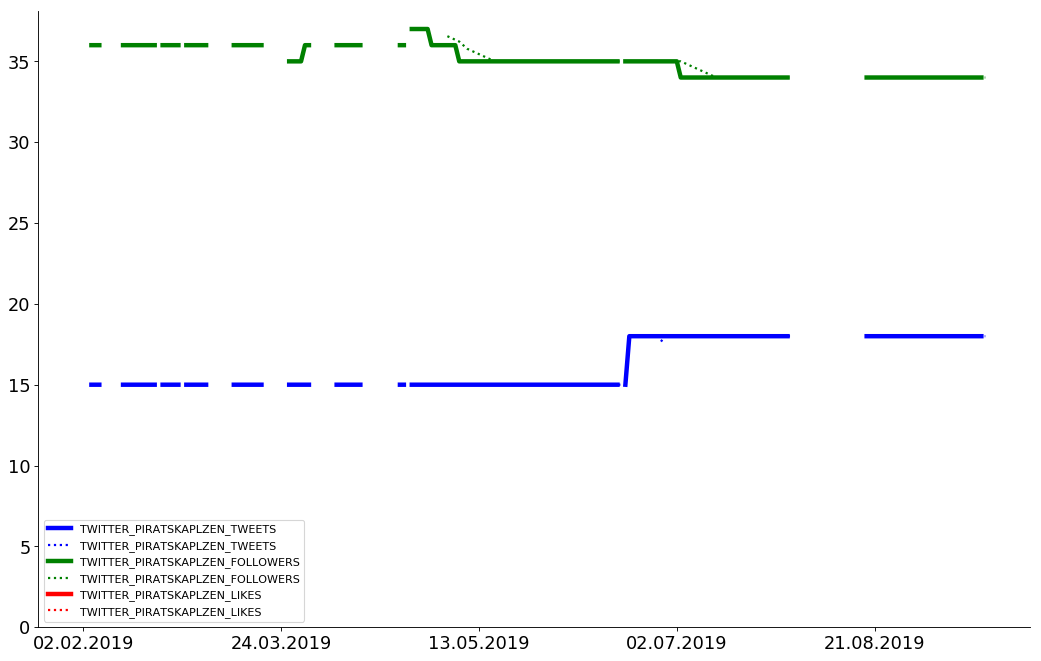 35
30
25
20
15
10
5
0
TWITTER_PIRATSKAPLZEN_TWEETS
TWITTER_PIRATSKAPLZEN_TWEETS
TWITTER_PIRATSKAPLZEN_FOLLOWERS
TWITTER_PIRATSKAPLZEN_FOLLOWERS
TWITTER_PIRATSKAPLZEN_LIKES
TWITTER_PIRATSKAPLZEN_LIKES
02.02.2019 24.03.2019 13.05.2019 02.07.2019 21.08.2019